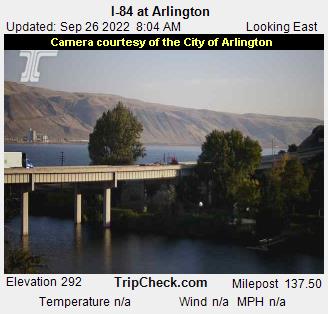 I-84 at Arlington
Updated: Sep 26 2022 8:04 AM Looking East
Camera courtesy of the City of Arlington
Elevation 292 TripCheck.com Milepost 137.50
Temperature n/a Wind n/a MPH n/a